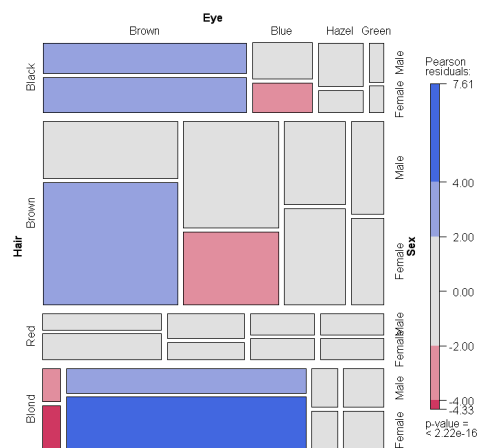 Eye
Brown Blue Hazel Green
Hair
Black
Brown
Red
Blond
Male
Female
Male
Female
Male
Female
Male
Female
Sex
Pearson
residuals:
7.61
4.00
2.00
0.00
-2.00
-4.00
-4.33
p-value =
< 2.22e-16